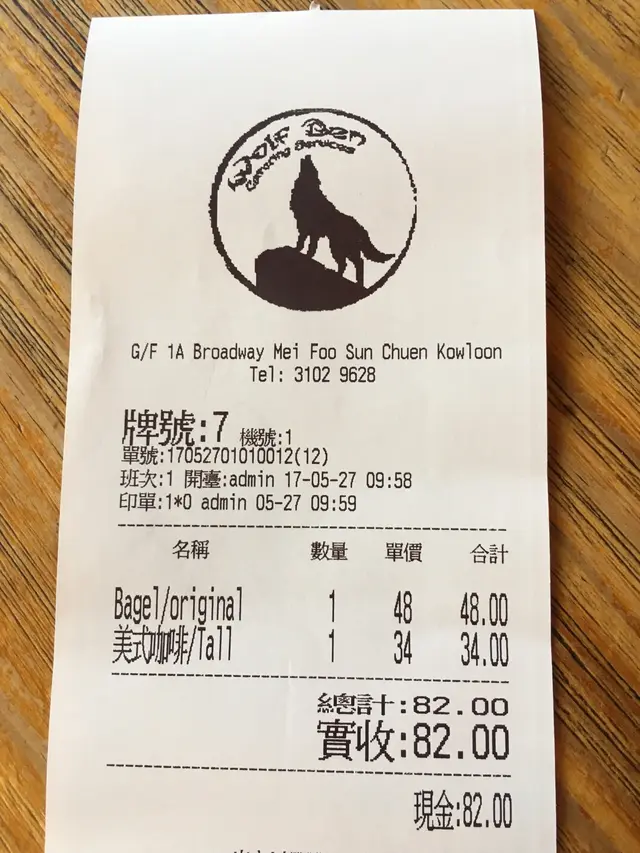 Wolf Den
Catering Services
G/F 1A Broadway Mei Foo Sun Chuen Kowloon
Tel: 3102 9628
牌號:7 機號:1
單號:17052701010012(12)
班次:1 開臺:admin 17-05-27 09:58
印單:1*0 admin 05-27 09:59
名稱 數量 單價 合計
Bagel/original 1 48 48.00
美式咖啡/Tall 1 34 34.00
總計:82.00
實收:82.00
現金:82.00